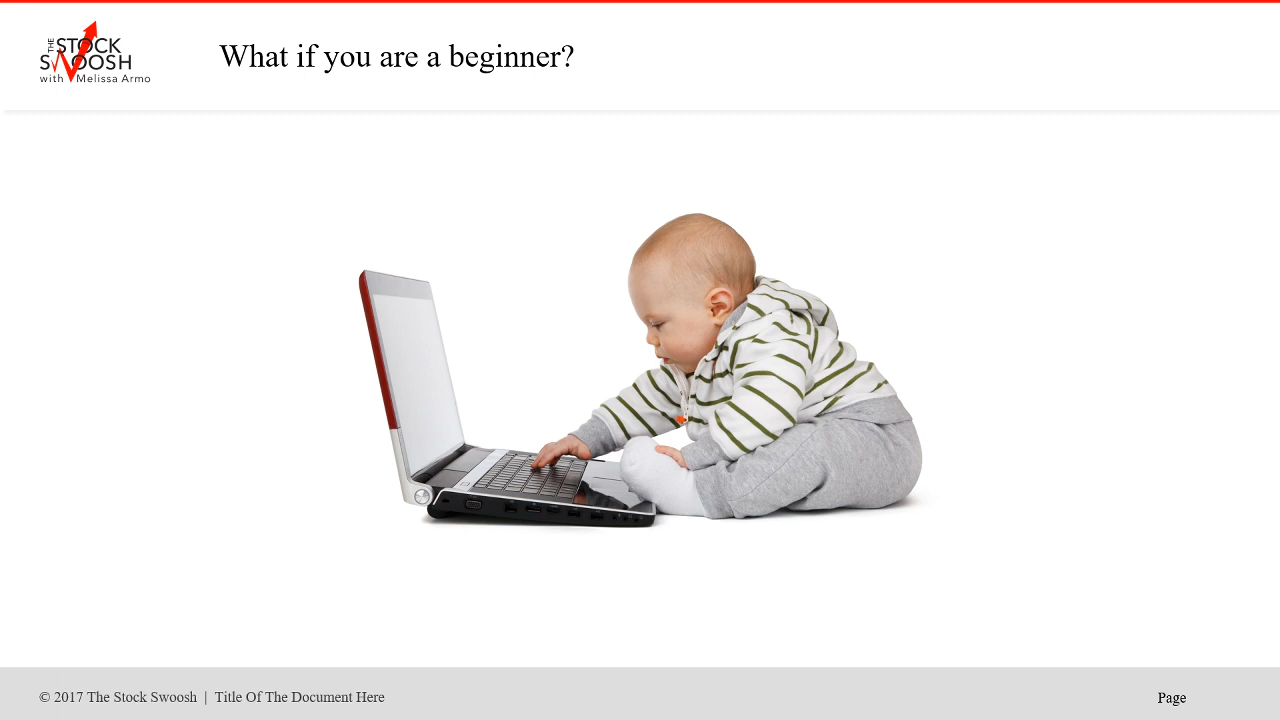 THE STOCK
SWOOSH
with Melissa Armo
What if you are a beginner?
© 2017 The Stock Swoosh | Title Of The Document Here
Page